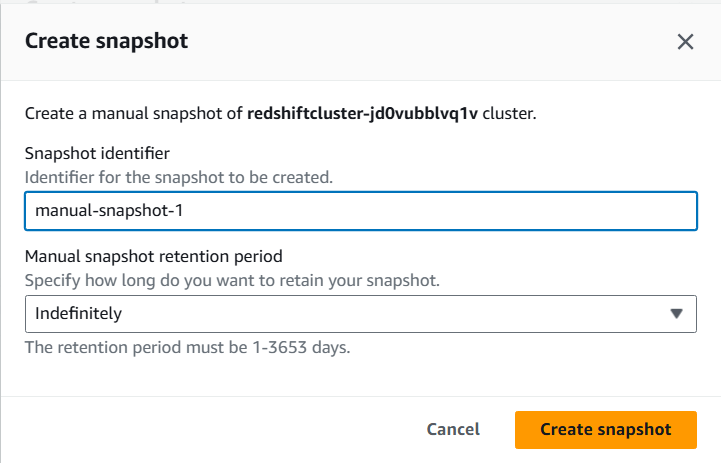 Create snapshot
Create a manual snapshot of redshiftcluster-jd0vubblvq1v cluster.
Snapshot identifier
Identifier for the snapshot to be created.
manual-snapshot-1
Manual snapshot retention period
Specify how long do you want to retain your snapshot.
Indefinitely
The retention period must be 1-3653 days.
Cancel
Create snapshot